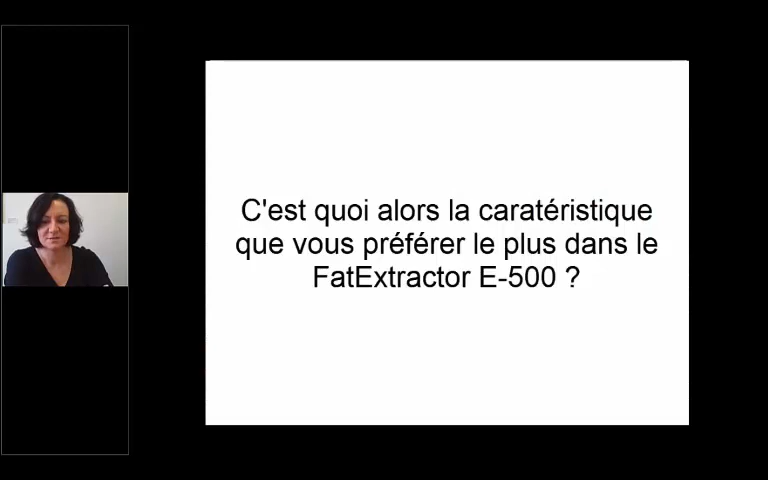 C'est quoi alors la caratéristique
que vous préférer le plus dans le
FatExtractor E-500 ?